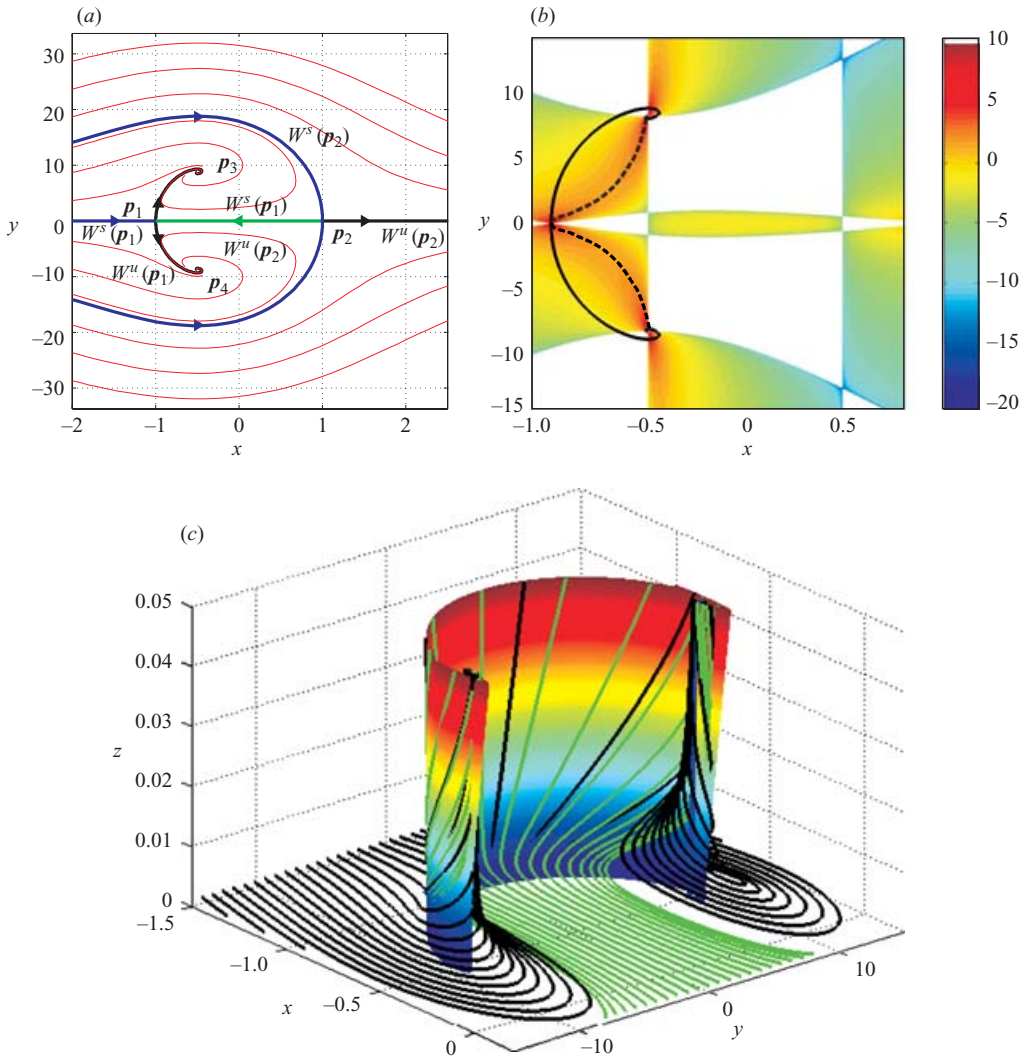 (a)
30
20
10
y 0
–10
–20
–30
–2 –1 0 1 2
x
W^s (p_2)
p_3
p_1
W^s (p_1)
W^s (p_1)
p_2
W^u (p_2)
W^u (p_2)
W^u (p_1)
p_4
(b)
10
5
y 0
–5
–10
–15
–1.0 –0.5 0 0.5
x
10
5
0
–5
–10
–15
–20
(c)
0.05
0.04
0.03
z
0.02
0.01
0
–1.5
–1.0
x –0.5
0
–10
0
y
10